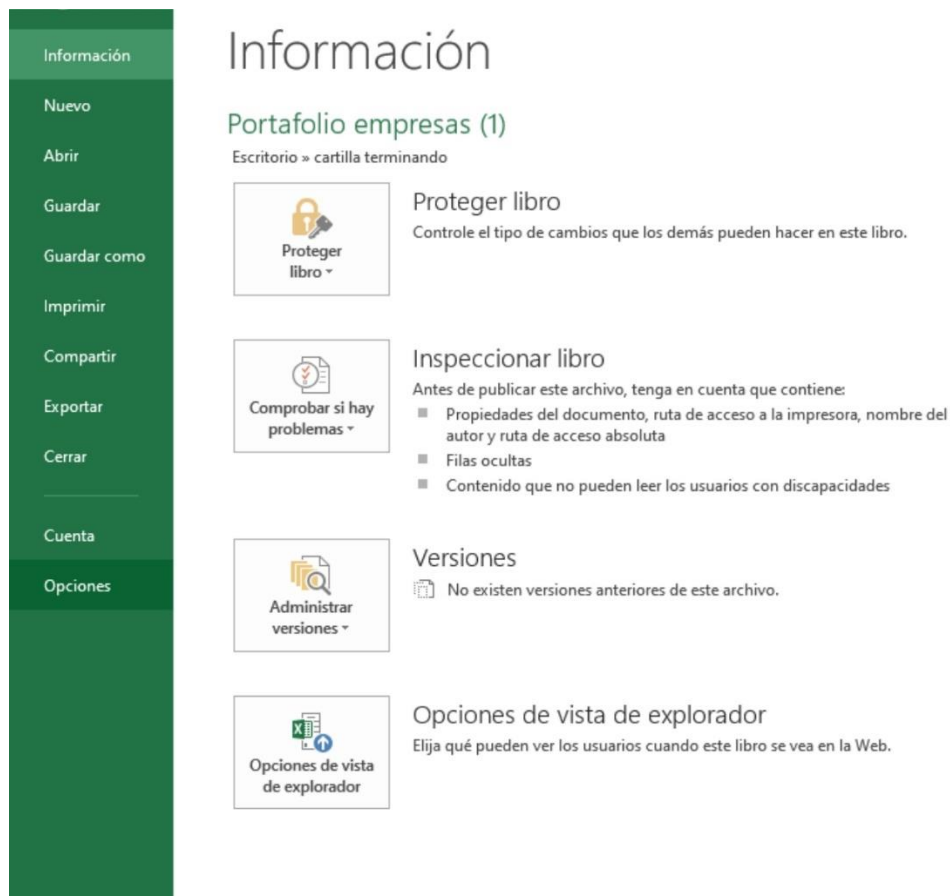 Información
Nuevo
Abrir
Guardar
Guardar como
Imprimir
Compartir
Exportar
Cerrar
Cuenta
Opciones
Información
Portafolio empresas (1)
Escritorio » cartilla terminando
Proteger
libro
Proteger libro
Controle el tipo de cambios que los demás pueden hacer en este libro.
Comprobar si hay
problemas
Inspeccionar libro
Antes de publicar este archivo, tenga en cuenta que contiene:
Propiedades del documento, ruta de acceso a la impresora, nombre del
autor y ruta de acceso absoluta
Filas ocultas
Contenido que no pueden leer los usuarios con discapacidades
Administrar
versiones
Versiones
No existen versiones anteriores de este archivo.
Opciones de vista
de explorador
Opciones de vista de explorador
Elija qué pueden ver los usuarios cuando este libro se vea en la Web.